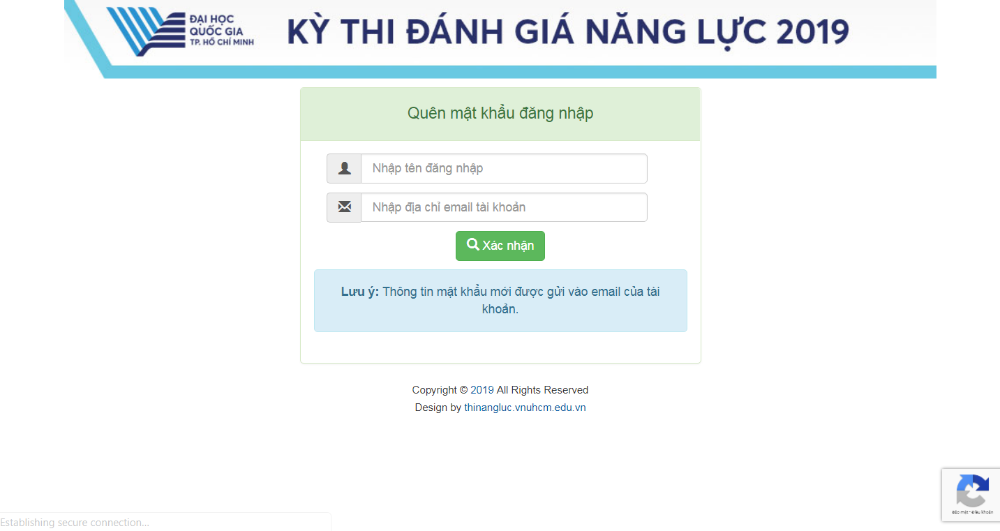 ĐẠI HỌC
QUỐC GIA
TP. HỒ CHÍ MINH
KỲ THI ĐÁNH GIÁ NĂNG LỰC 2019
Quên mật khẩu đăng nhập
Nhập tên đăng nhập
Nhập địa chỉ email tài khoản
Xác nhận
Lưu ý: Thông tin mật khẩu mới được gửi vào email của tài
khoản.
Copyright © 2019 All Rights Reserved
Design by thinangluc.vnuhcm.edu.vn
Bảo mật - Điều khoản
Establishing secure connection...